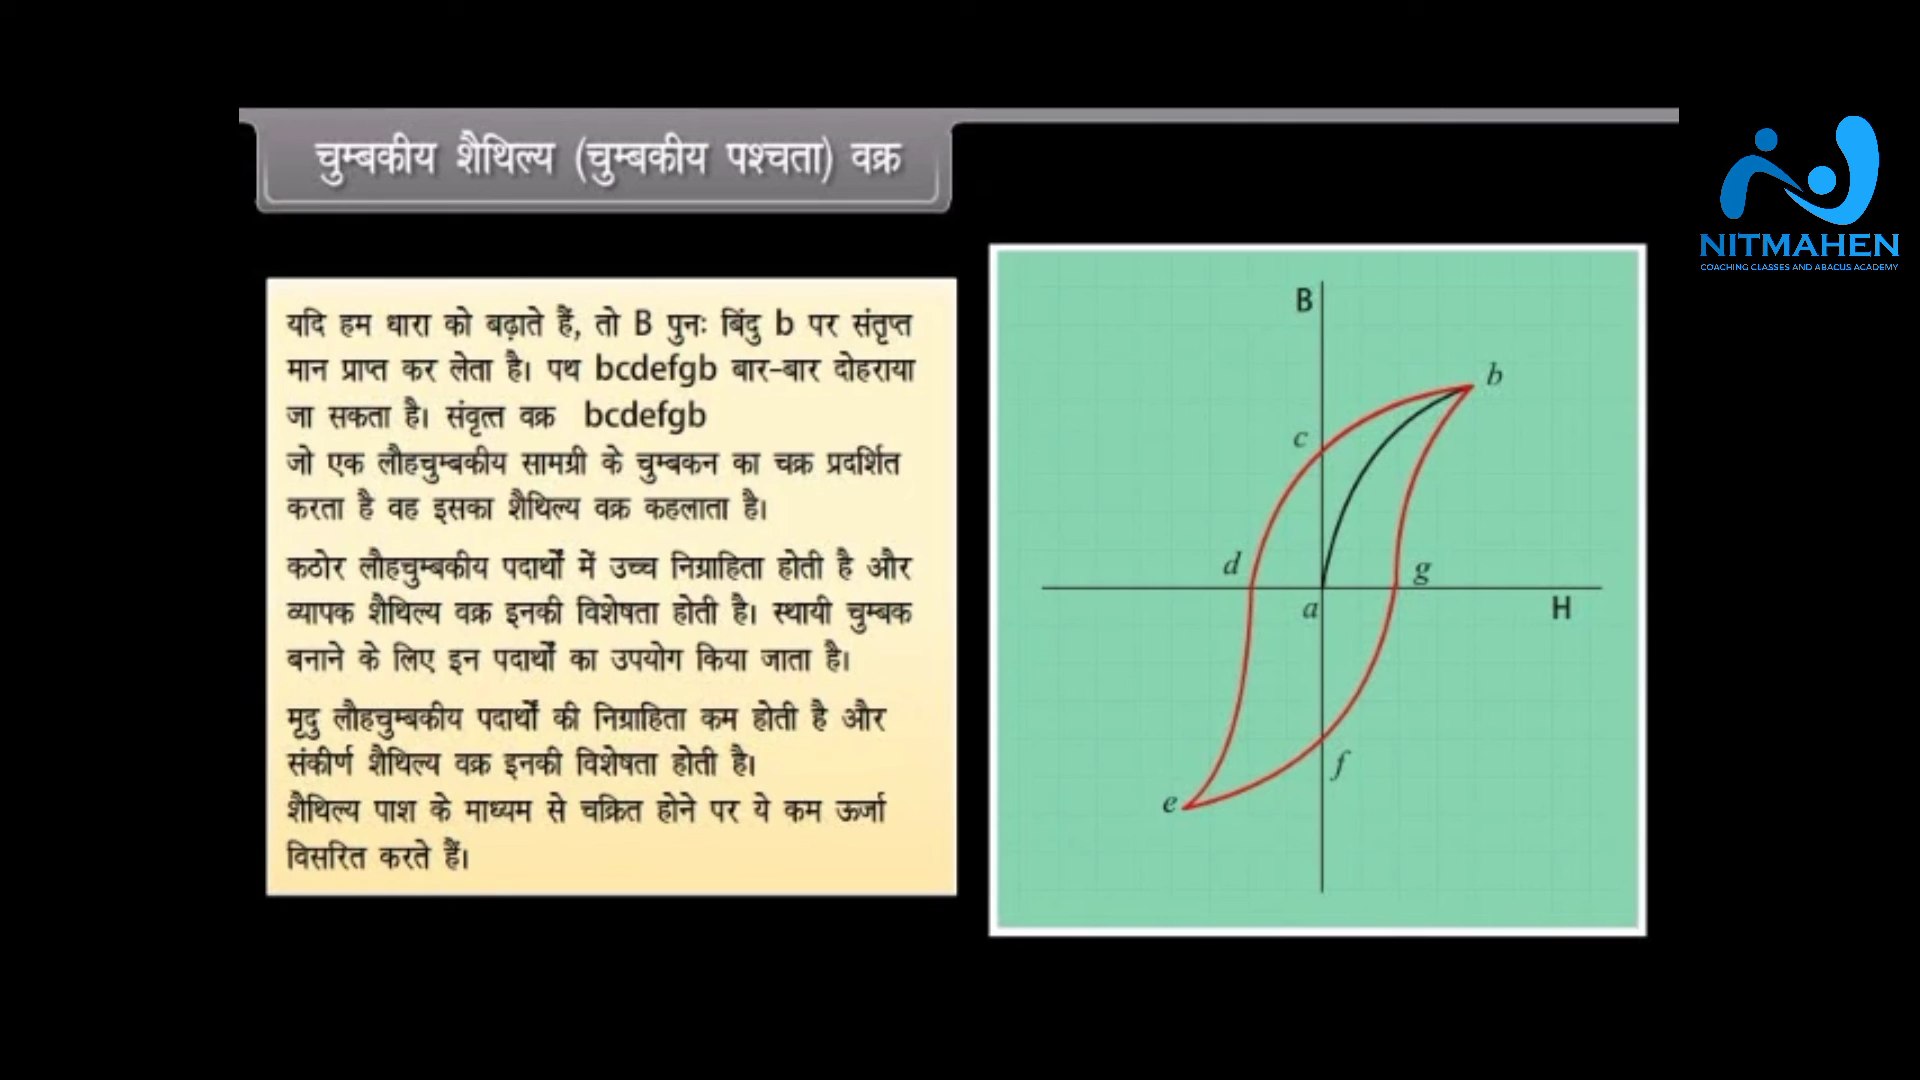 चुम्बकीय शैथिल्य (चुम्बकीय पश्चता) वक्र
NITMAHEN
COACHING CLASSES AND ABACUS ACADEMY
यदि हम धारा को बढ़ाते हैं, तो B पुनः बिंदु b पर संतृप्त
मान प्राप्त कर लेता है। पथ bcdefgb बार-बार दोहराया
जा सकता है। संवृत्त वक्र bcdefgb
जो एक लौहचुम्बकीय सामग्री के चुम्बकन का चक्र प्रदर्शित
करता है वह इसका शैथिल्य वक्र कहलाता है।
कठोर लौहचुम्बकीय पदार्थों में उच्च निग्राहिता होती है और
व्यापक शैथिल्य वक्र इनकी विशेषता होती है। स्थायी चुम्बक
बनाने के लिए इन पदार्थों का उपयोग किया जाता है।
मृदु लौहचुम्बकीय पदार्थों की निग्राहिता कम होती है और
संकीर्ण शैथिल्य वक्र इनकी विशेषता होती है।
शैथिल्य पाश के माध्यम से चक्रित होने पर ये कम ऊर्जा
विसरित करते हैं।
B
b
c
d
g
a
H
f
e